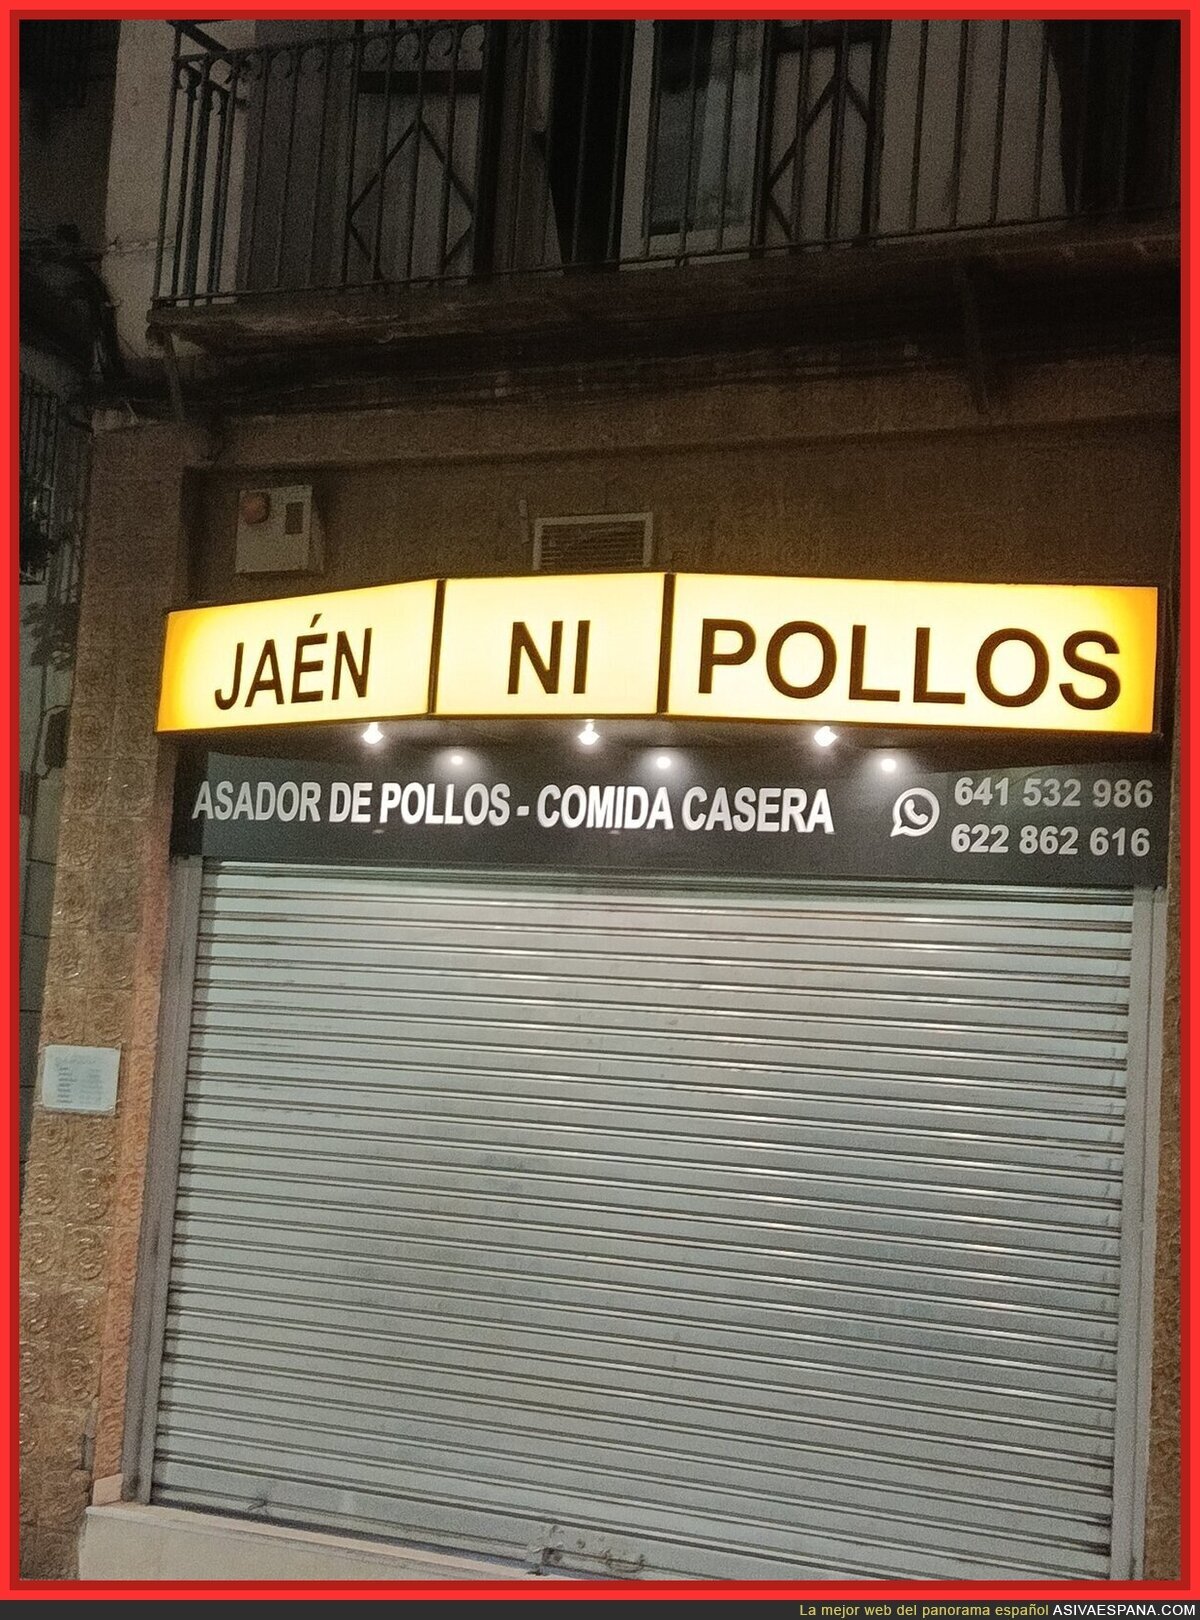 JAÉN NI POLLOS
ASADOR DE POLLOS - COMIDA CASERA
641 532 986
622 862 616
La mejor web del panorama español ASIVAESPANA.COM